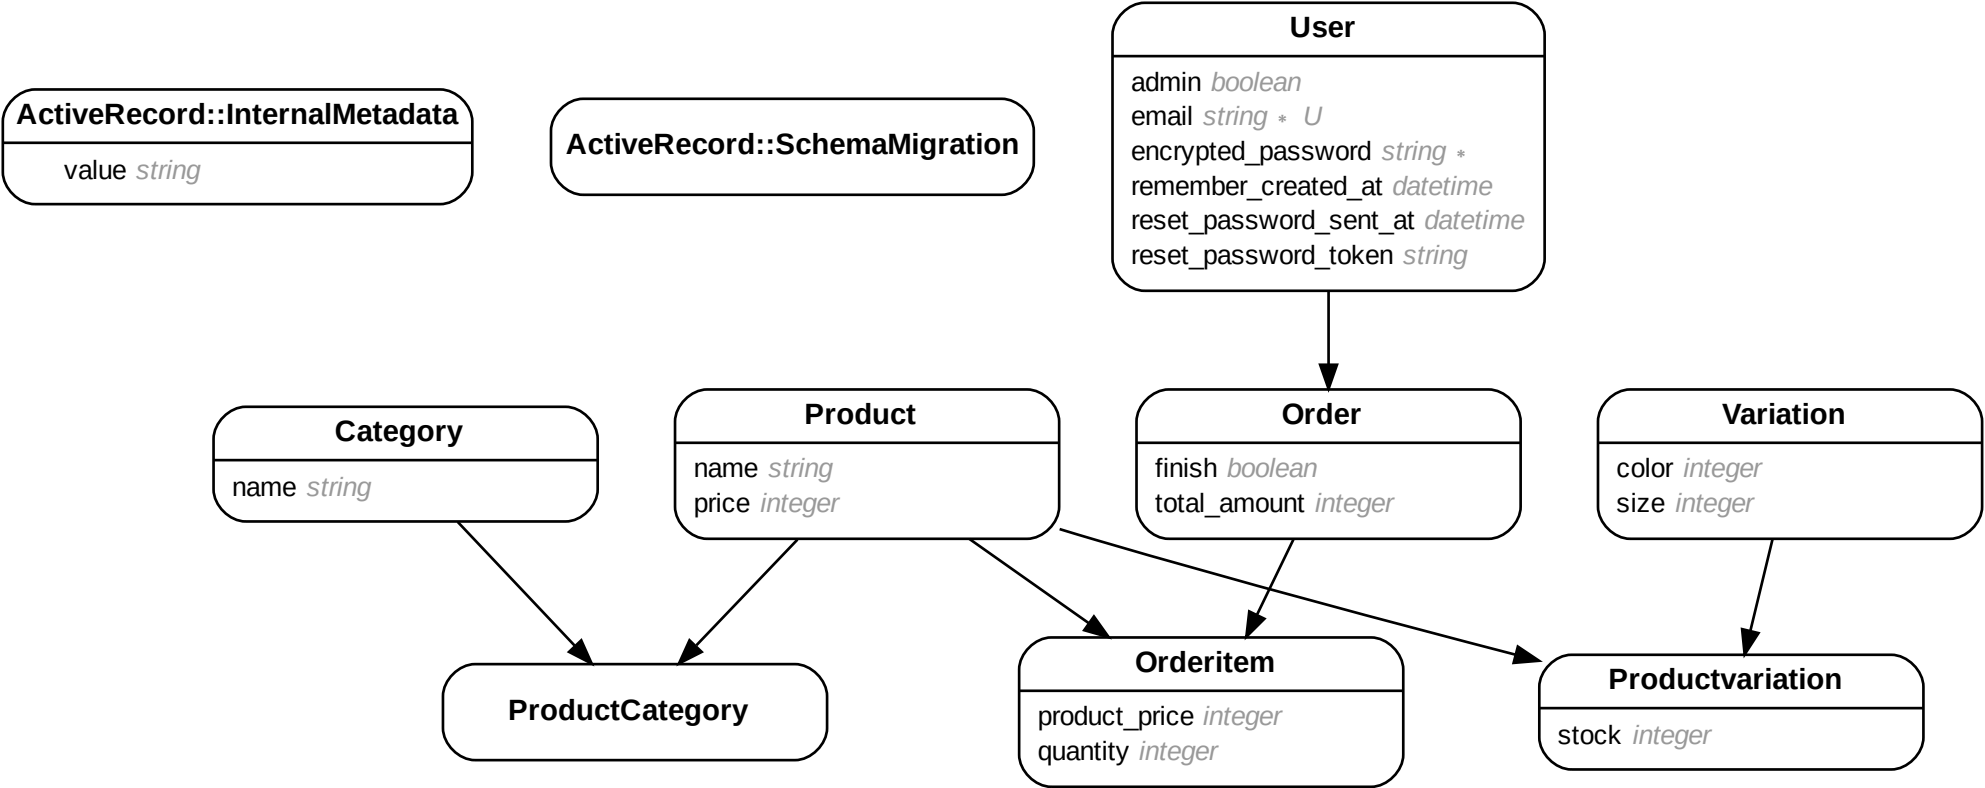 User
admin boolean
email string * U
encrypted_password string *
remember_created_at datetime
reset_password_sent_at datetime
reset_password_token string
ActiveRecord::InternalMetadata
value string
ActiveRecord::SchemaMigration
Category
name string
Product
name string
price integer
Order
finish boolean
total_amount integer
Variation
color integer
size integer
ProductCategory
Orderitem
product_price integer
quantity integer
Productvariation
stock integer